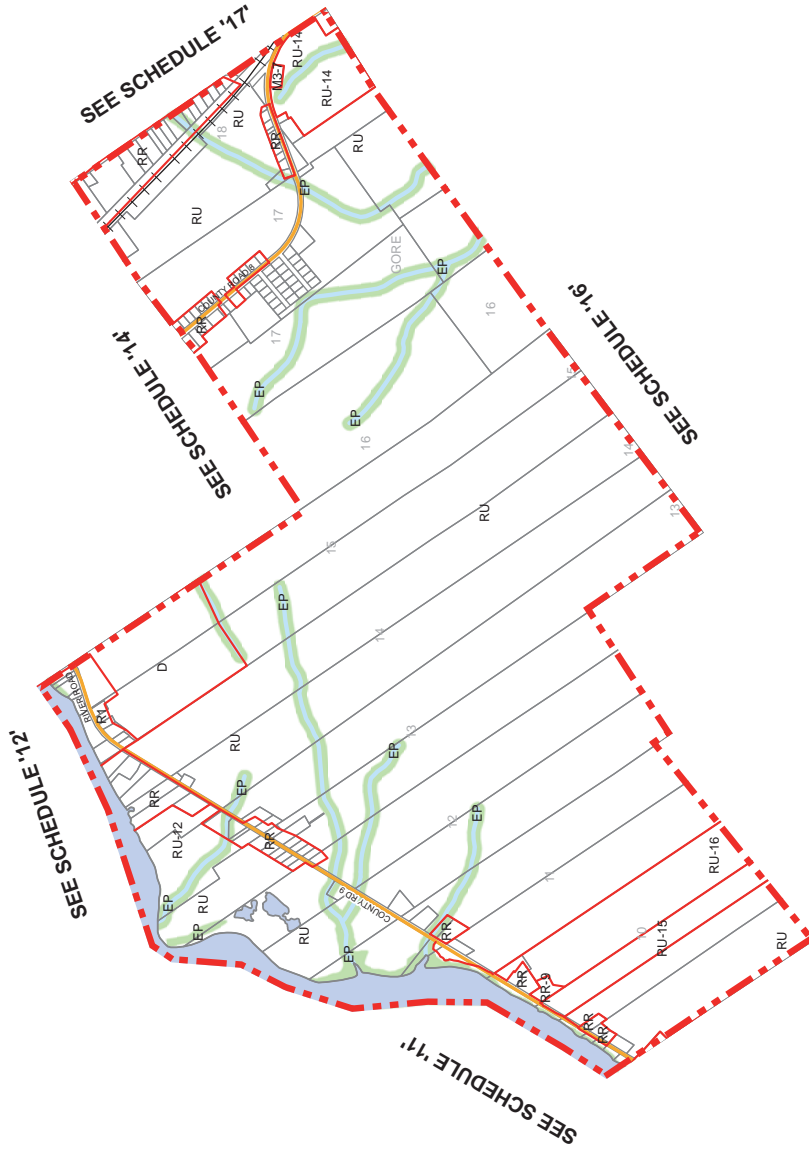 SEE SCHEDULE '17'
RU-14
M3-7
RU-14
RR
18
RU
RR
RU
RU
17
EP
COUNTY ROAD 8
GORE
EP
RR
17
16
SEE SCHEDULE '14'
EP
EP
16
SEE SCHEDULE '16'
15
14
13
RU
15
14
EP
D
RIVER ROAD
R1
SEE SCHEDULE '12'
RU
RR
13
EP
EP
RU-12
RR
EP
RU
EP
12
EP
COUNTY RD 9
RU
EP
11
RR
RU-16
RR
RR-9
10
RU-15
RR
RR
RU
SEE SCHEDULE '11'